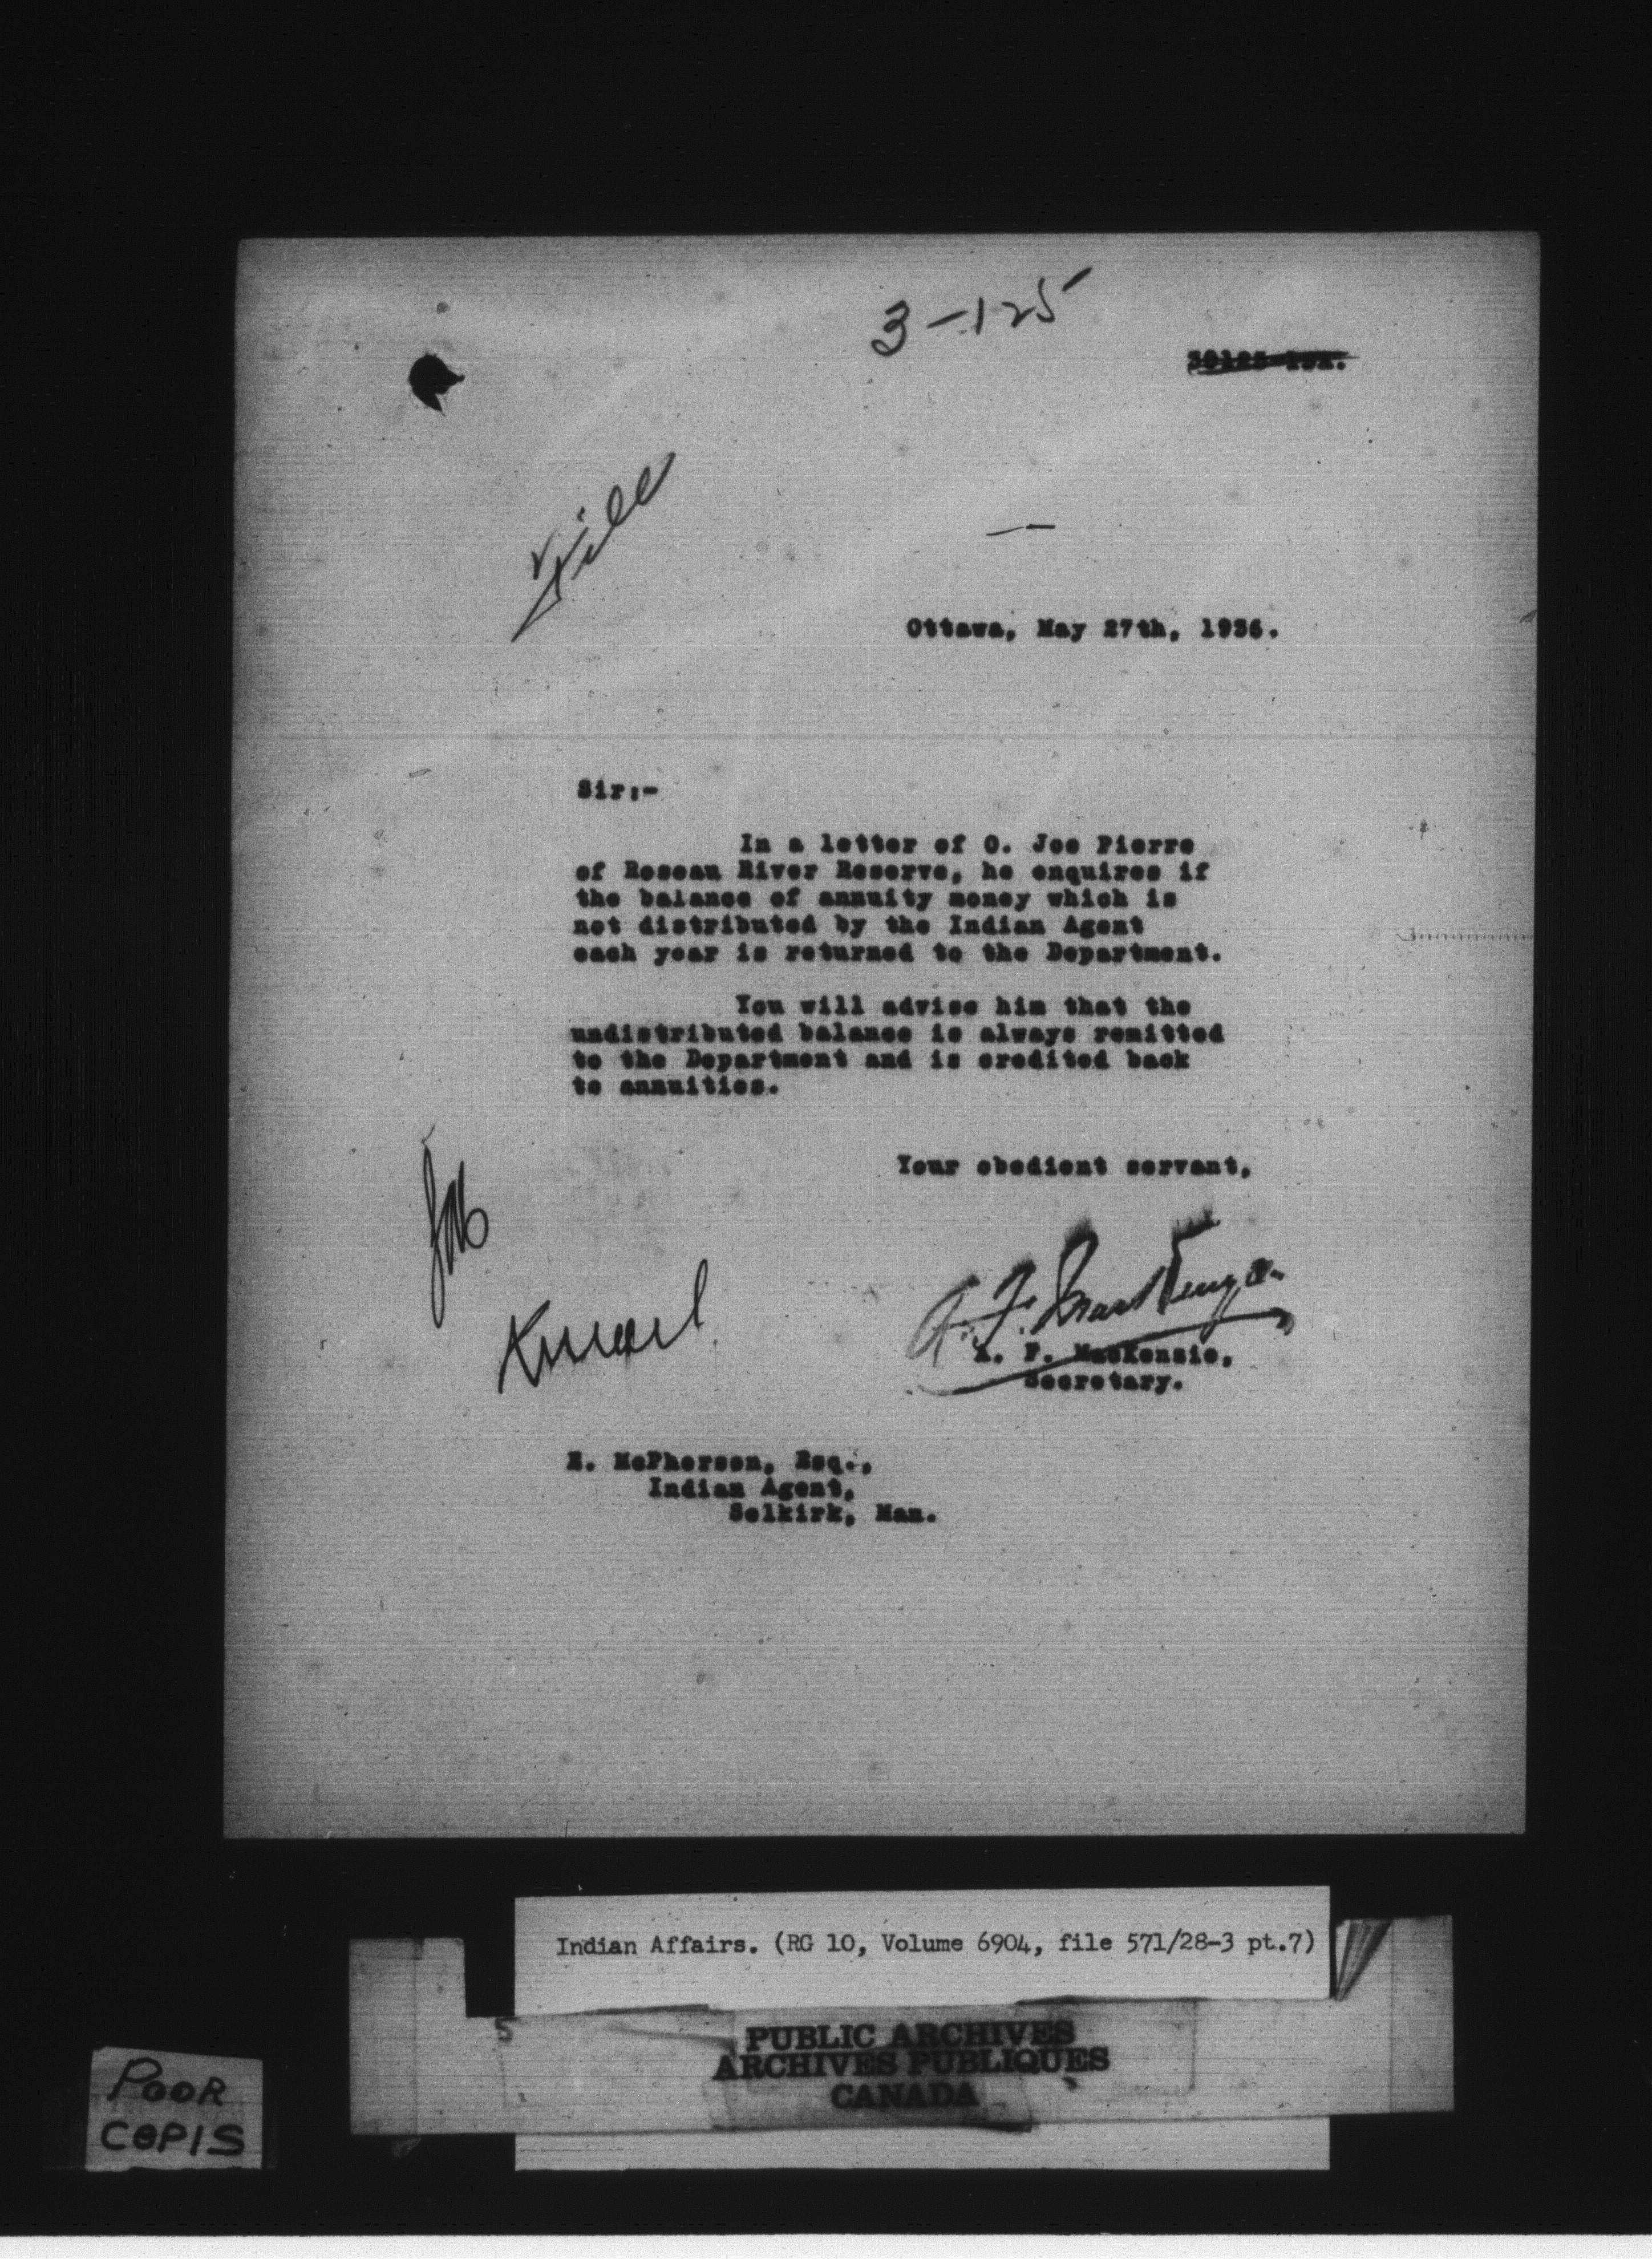 3-125
Ottawa, May 27th, 1936.
Sir:-
In a letter of O. Joe Pierre
of Roseau River Reserve, he enquires if
the balance of annuity money which is
not distributed by the Indian Agent
each year is returned to the Department.
You will advise him that the
undistributed balance is always remitted
to the Department and is credited back
to annuities.
Your obedient servant,
A. F. MacKenzie
A. F. MacKenzie,
Secretary.
McPherson, Esq.,
Indian Agent,
Selkirk, Man.
Indian Affairs. (RG 10, Volume 6904, file 571/28-3 pt.7)
5
PUBLIC ARCHIVES
ARCHIVES PUBLIQUES
CANADA
POOR
COPIS